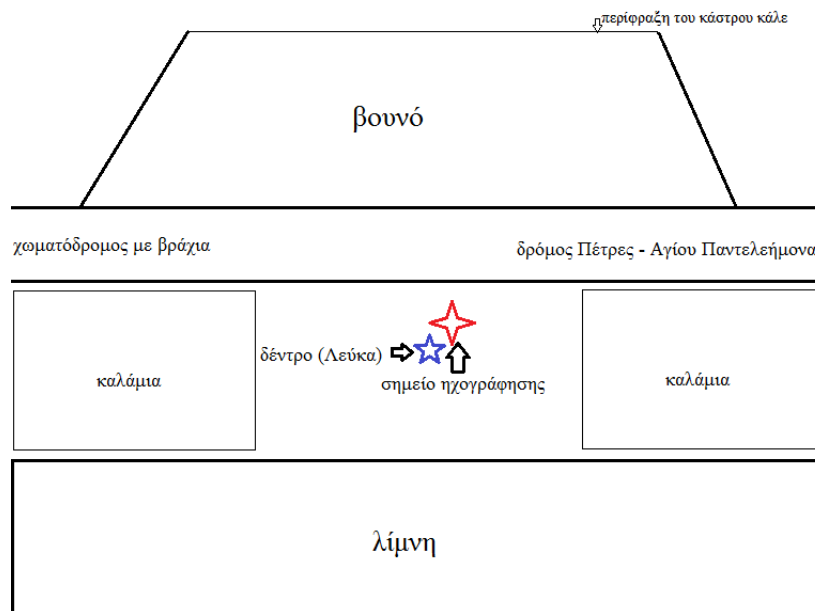 περίφραξη του κάστρου κάλε
βουνό
χωματόδρομος με βράχια
δρόμος Πέτρες - Αγίου Παντελεήμονα
δέντρο (Λεύκα)
σημείο ηχογράφησης
καλάμια
καλάμια
λίμνη